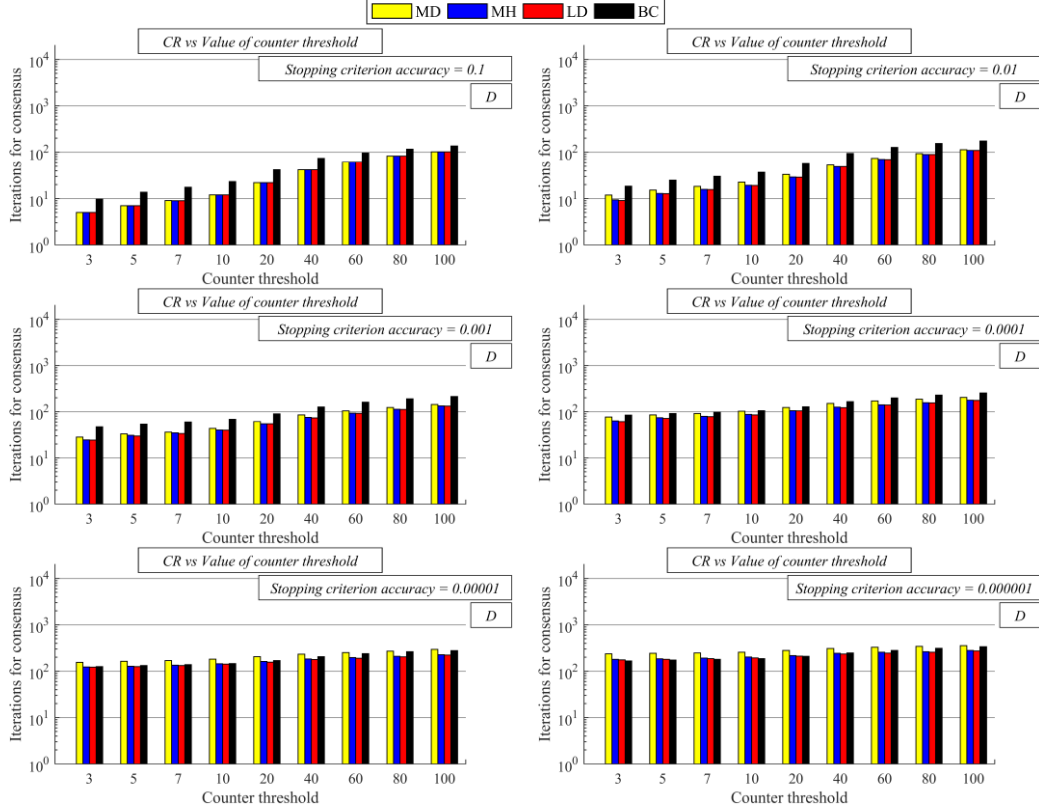 MD MH LD BC
CR vs Value of counter threshold
Stopping criterion accuracy = 0.1
D
Iterations for consensus
10^4
10^3
10^2
10^1
10^0
3 5 7 10 20 40 60 80 100
Counter threshold
CR vs Value of counter threshold
Stopping criterion accuracy = 0.01
D
Iterations for consensus
10^4
10^3
10^2
10^1
10^0
3 5 7 10 20 40 60 80 100
Counter threshold
CR vs Value of counter threshold
Stopping criterion accuracy = 0.001
D
Iterations for consensus
10^4
10^3
10^2
10^1
10^0
3 5 7 10 20 40 60 80 100
Counter threshold
CR vs Value of counter threshold
Stopping criterion accuracy = 0.0001
D
Iterations for consensus
10^4
10^3
10^2
10^1
10^0
3 5 7 10 20 40 60 80 100
Counter threshold
CR vs Value of counter threshold
Stopping criterion accuracy = 0.00001
D
Iterations for consensus
10^4
10^3
10^2
10^1
10^0
3 5 7 10 20 40 60 80 100
Counter threshold
CR vs Value of counter threshold
Stopping criterion accuracy = 0.000001
D
Iterations for consensus
10^4
10^3
10^2
10^1
10^0
3 5 7 10 20 40 60 80 100
Counter threshold